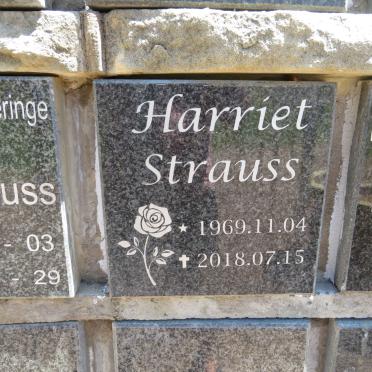 eringe
uss
- 03
- 29
Harriet
Strauss
* 1969.11.04
✝ 2018.07.15